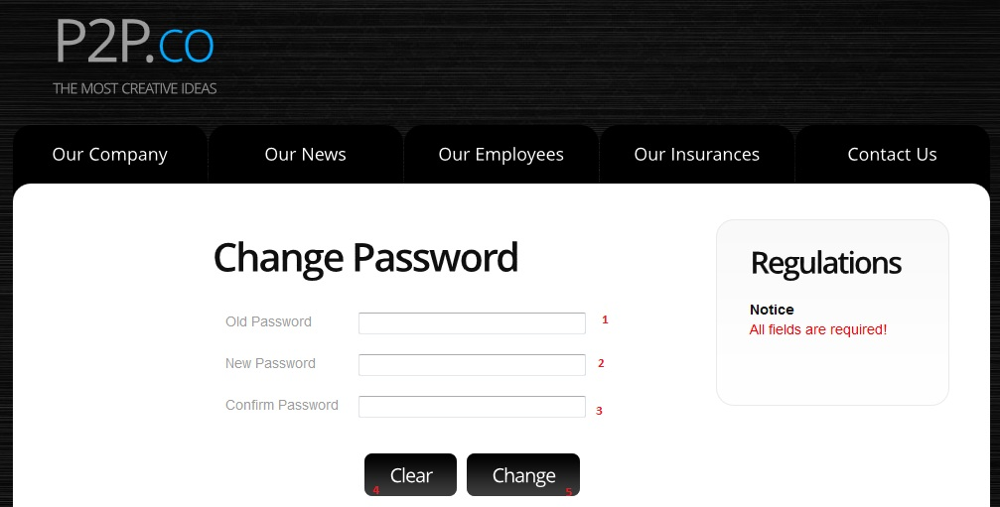 P2P.CO
THE MOST CREATIVE IDEAS
Our Company Our News Our Employees Our Insurances Contact Us
Change Password
Old Password 1
New Password 2
Confirm Password 3
Clear 4 Change 5
Regulations
Notice
All fields are required!